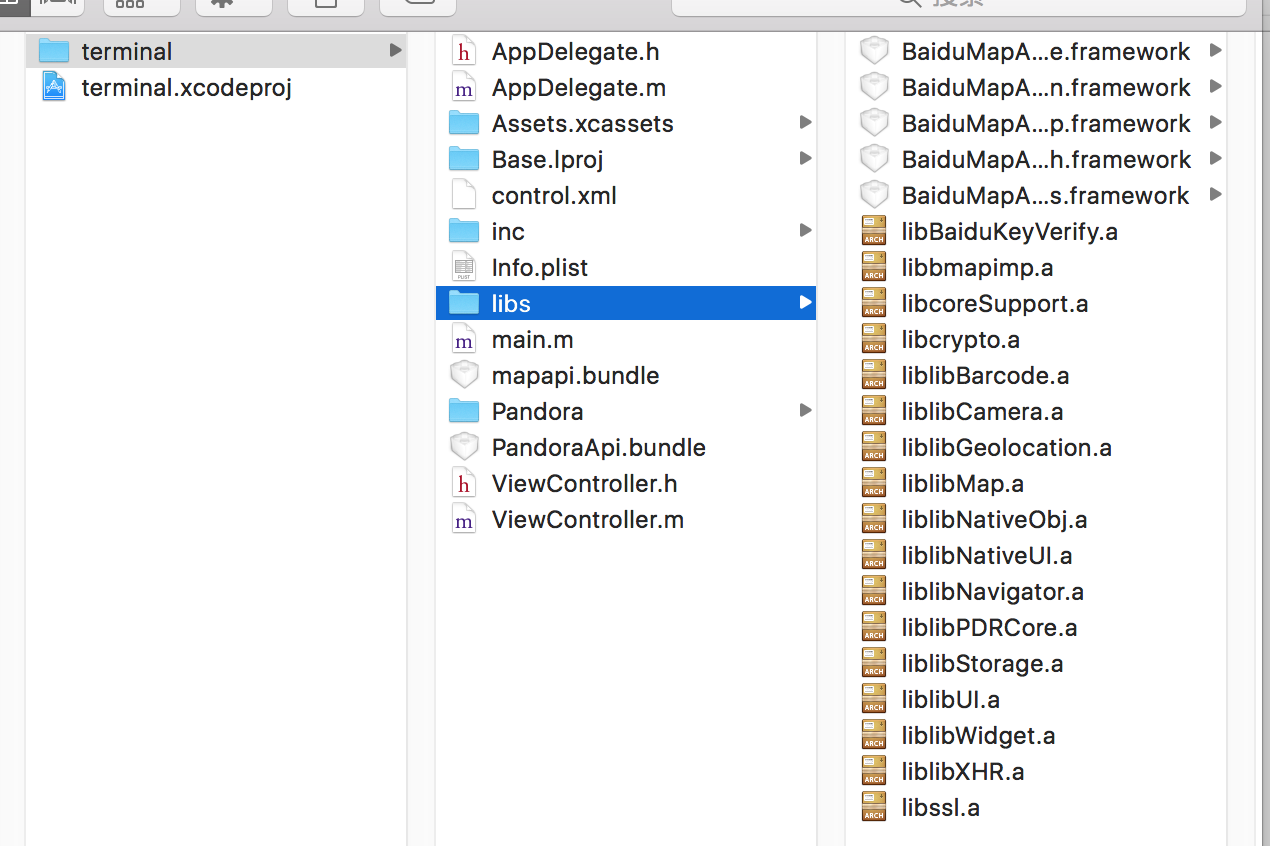 搜索
terminal
terminal.xcodeproj
AppDelegate.h
AppDelegate.m
Assets.xcassets
Base.lproj
control.xml
inc
Info.plist
libs
main.m
mapapi.bundle
Pandora
PandoraApi.bundle
ViewController.h
ViewController.m
BaiduMapA...e.framework
BaiduMapA...n.framework
BaiduMapA...p.framework
BaiduMapA...h.framework
BaiduMapA...s.framework
libBaiduKeyVerify.a
libbmapimp.a
libcoreSupport.a
libcrypto.a
liblibBarcode.a
liblibCamera.a
liblibGeolocation.a
liblibMap.a
liblibNativeObj.a
liblibNativeUI.a
liblibNavigator.a
liblibPDRCore.a
liblibStorage.a
liblibUI.a
liblibWidget.a
liblibXHR.a
libssl.a